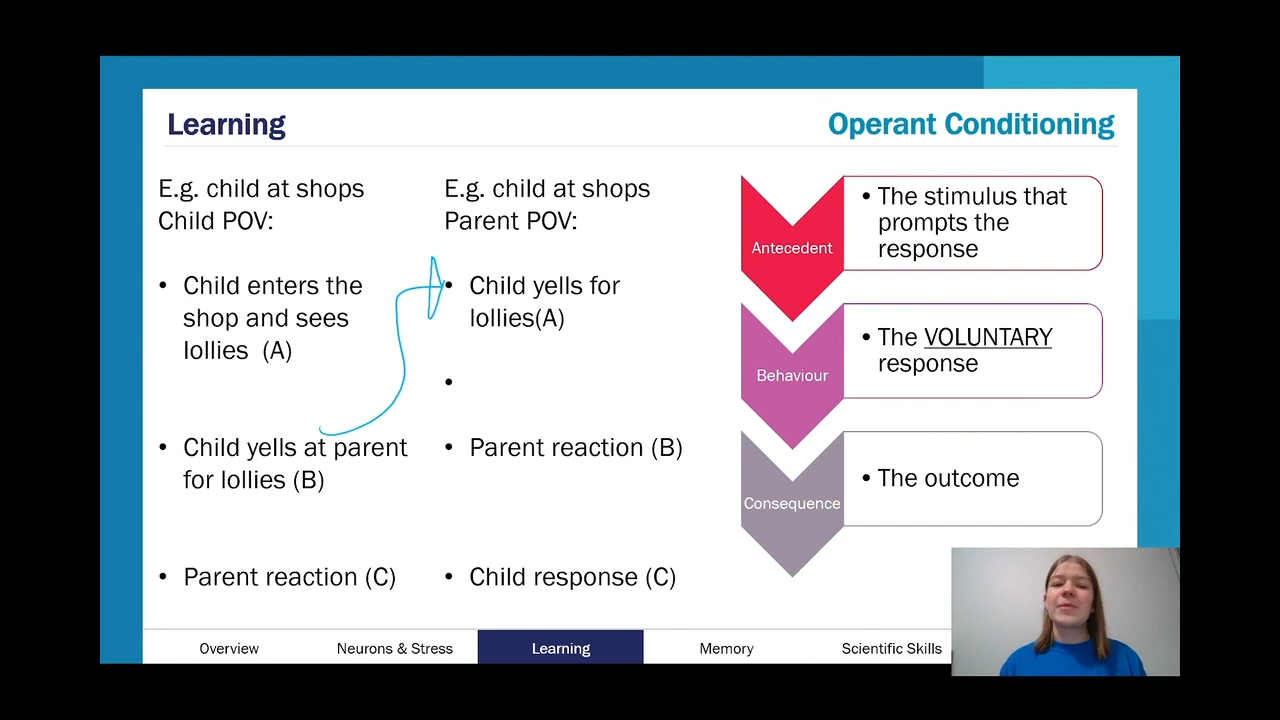 Learning
Operant Conditioning
E.g. child at shops
Child POV:
• Child enters the
shop and sees
lollies  (A)
• Child yells at parent
for lollies (B)
• Parent reaction (C)
E.g. child at shops
Parent POV:
• Child yells for
lollies(A)
•
• Parent reaction (B)
• Child response (C)
Antecedent
• The stimulus that
prompts the
response
Behaviour
• The VOLUNTARY
response
Consequence
• The outcome
Overview
Neurons & Stress
Learning
Memory
Scientific Skills